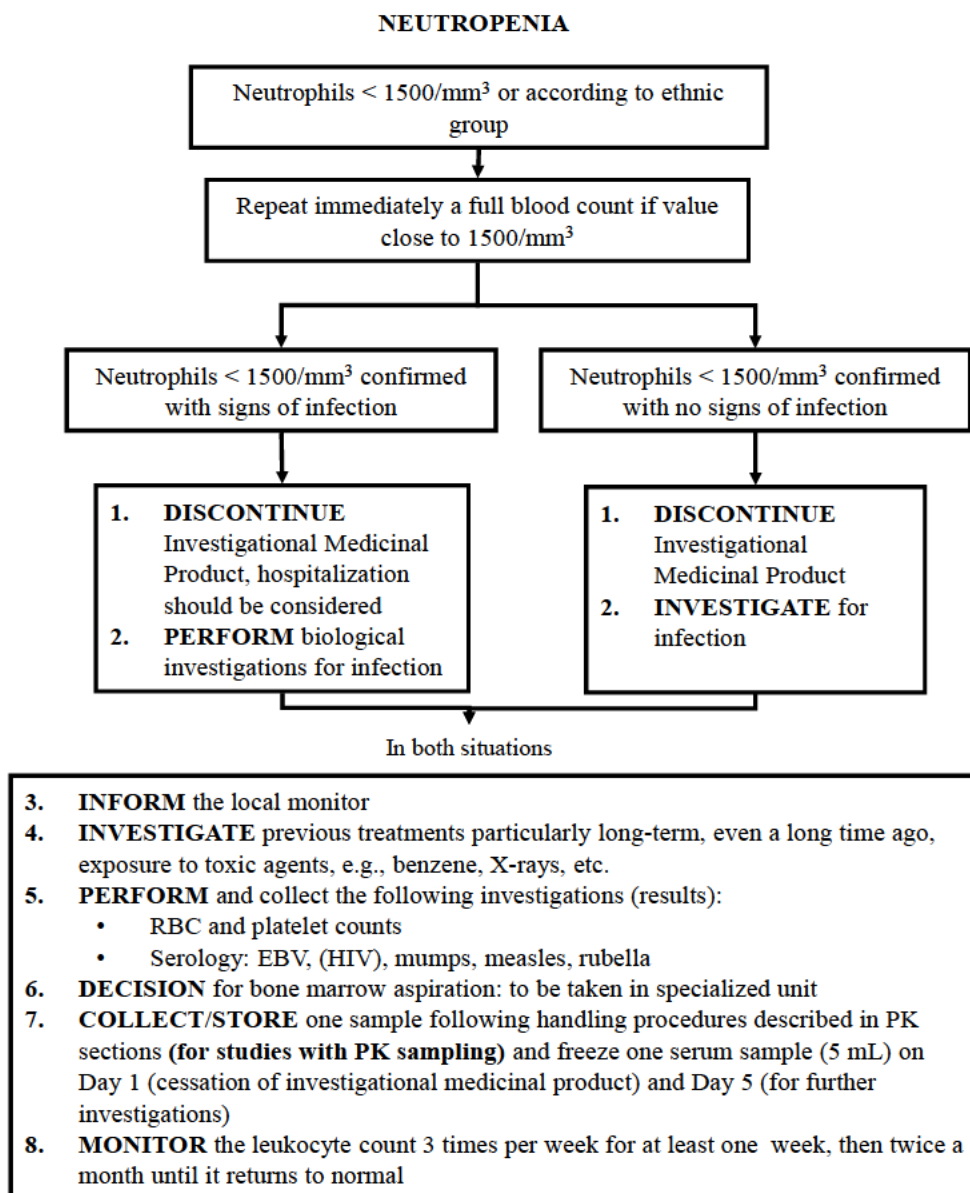 NEUTROPENIA
Neutrophils < 1500/mm³ or according to ethnic
group
Repeat immediately a full blood count if value
close to 1500/mm³
Neutrophils < 1500/mm³ confirmed
with signs of infection
Neutrophils < 1500/mm³ confirmed
with no signs of infection
1. DISCONTINUE
Investigational Medicinal
Product, hospitalization
should be considered
2. PERFORM biological
investigations for infection
1. DISCONTINUE
Investigational
Medicinal Product
2. INVESTIGATE for
infection
In both situations
3. INFORM the local monitor
4. INVESTIGATE previous treatments particularly long-term, even a long time ago,
exposure to toxic agents, e.g., benzene, X-rays, etc.
5. PERFORM and collect the following investigations (results):
• RBC and platelet counts
• Serology: EBV, (HIV), mumps, measles, rubella
6. DECISION for bone marrow aspiration: to be taken in specialized unit
7. COLLECT/STORE one sample following handling procedures described in PK
sections (for studies with PK sampling) and freeze one serum sample (5 mL) on
Day 1 (cessation of investigational medicinal product) and Day 5 (for further
investigations)
8. MONITOR the leukocyte count 3 times per week for at least one week, then twice a
month until it returns to normal